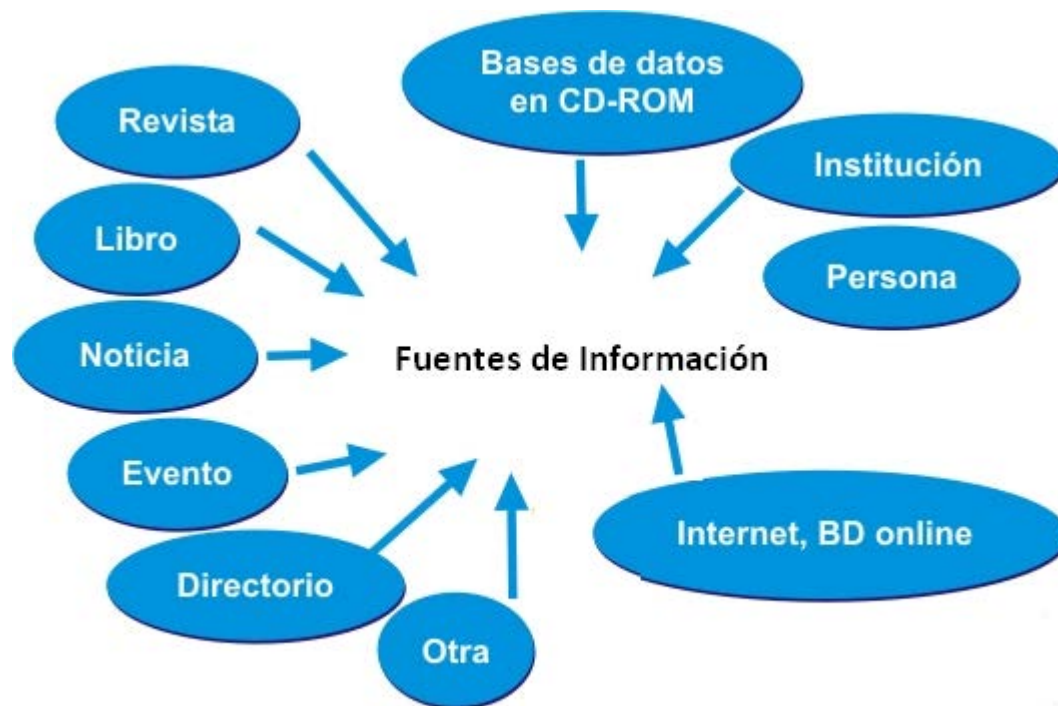 Bases de datos
en CD-ROM
Revista
Institución
Libro
Persona
Noticia
Fuentes de Información
Evento
Internet, BD online
Directorio
Otra